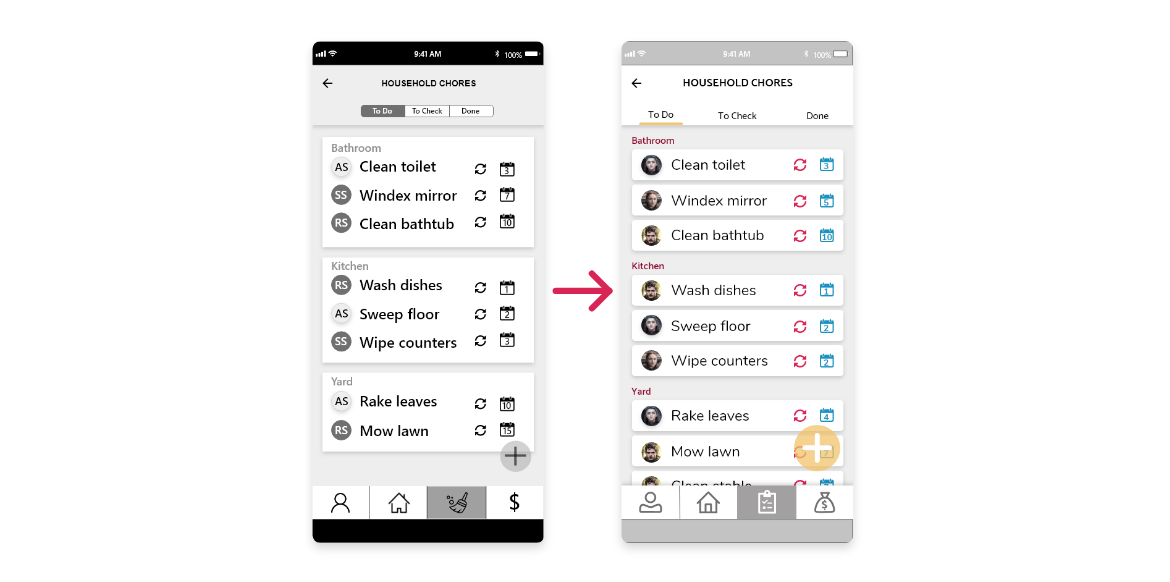 9:41 AM 100%
HOUSEHOLD CHORES
To Do To Check Done
Bathroom
AS Clean toilet 3
SS Windex mirror 7
RS Clean bathtub 10
Kitchen
RS Wash dishes 1
AS Sweep floor 2
SS Wipe counters 3
Yard
AS Rake leaves 10
RS Mow lawn 15
$
9:41 AM 100%
HOUSEHOLD CHORES
To Do To Check Done
Bathroom
Clean toilet 3
Windex mirror 5
Clean bathtub 10
Kitchen
Wash dishes 1
Sweep floor 2
Wipe counters 2
Yard
Rake leaves 4
Mow lawn 7
Clean stable
$